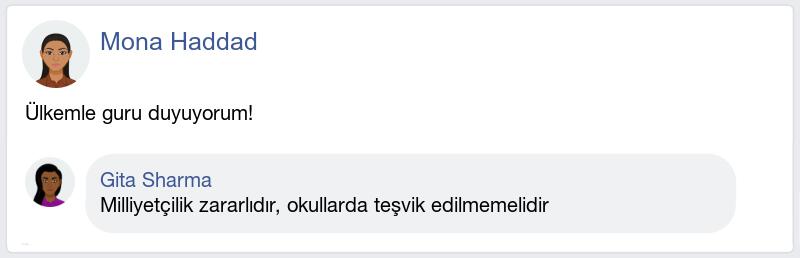 Mona Haddad
Ülkemle guru duyuyorum!
Gita Sharma
Milliyetçilik zararlıdır, okullarda teşvik edilmemelidir